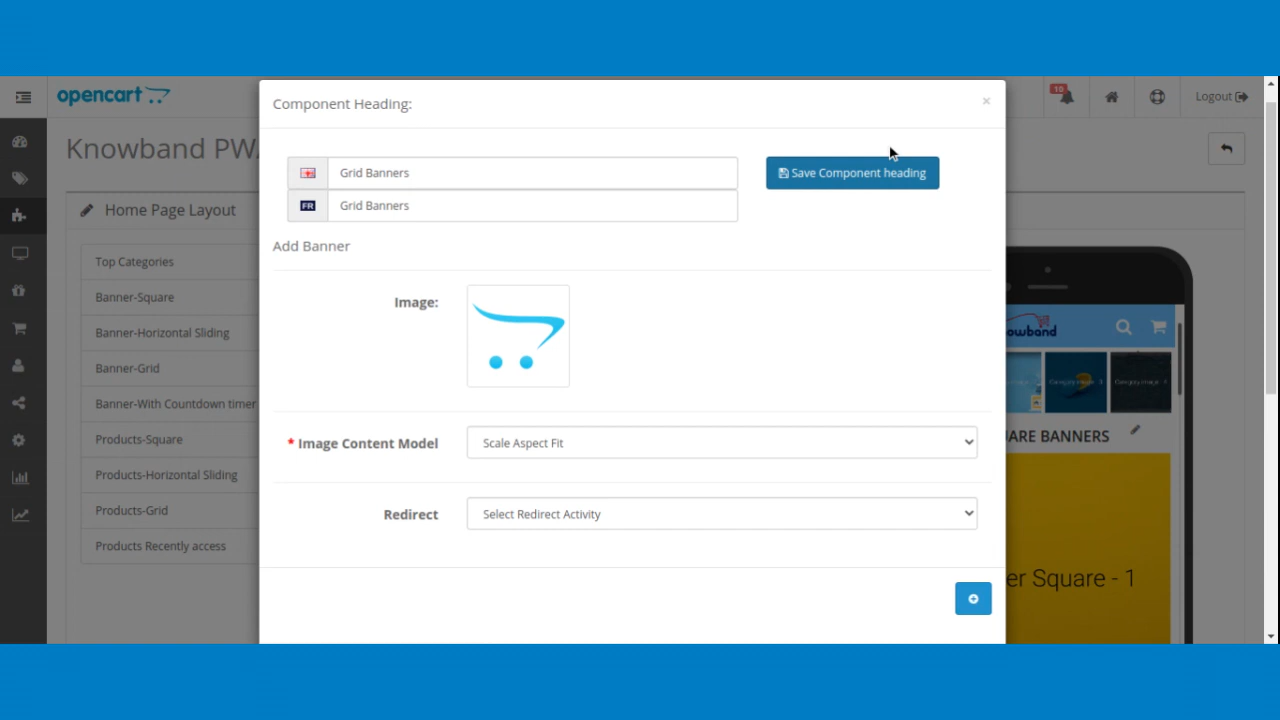 opencart
Component Heading:
×
10
Logout
Knowband PWA
Grid Banners
Save Component heading
FR
Grid Banners
Home Page Layout
Add Banner
Top Categories
Banner-Square
Banner-Horizontal Sliding
Banner-Grid
Banner-With Countdown timer
Products-Square
Products-Horizontal Sliding
Products-Grid
Products Recently access
Image:
* Image Content Model
Scale Aspect Fit
Redirect
Select Redirect Activity
owband
ARE BANNERS
er Square - 1